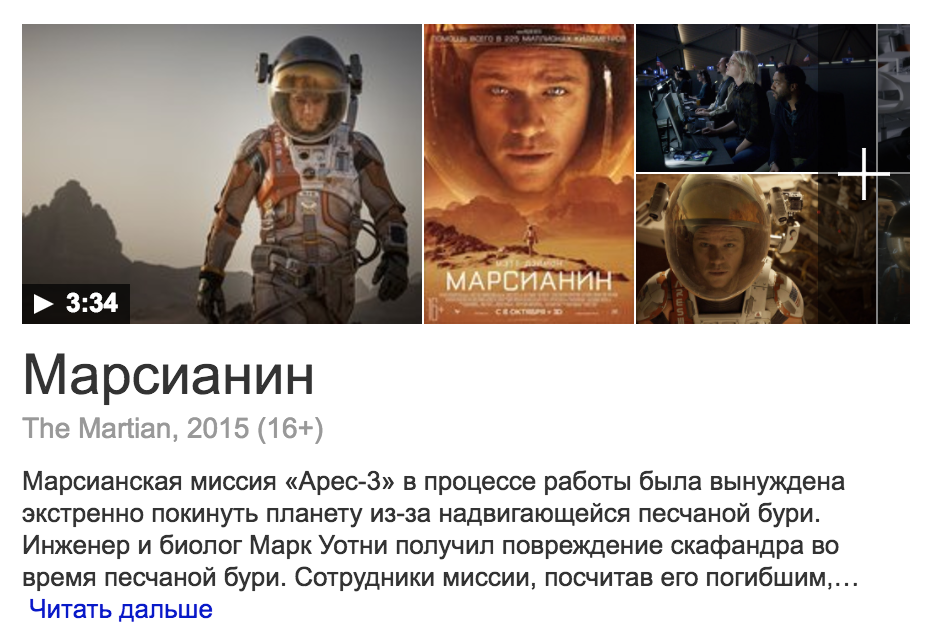 ПОМОЩЬ ВСЕГО В 225 МИЛЛИОНАХ КИЛОМЕТРОВ
МЭТТ ДЭЙМОН
МАРСИАНИН
С 8 ОКТЯБРЯ 3D
3:34
Марсианин
The Martian, 2015 (16+)
Марсианская миссия «Арес-3» в процессе работы была вынуждена
экстренно покинуть планету из-за надвигающейся песчаной бури.
Инженер и биолог Марк Уотни получил повреждение скафандра во
время песчаной бури. Сотрудники миссии, посчитав его погибшим,…
Читать дальше